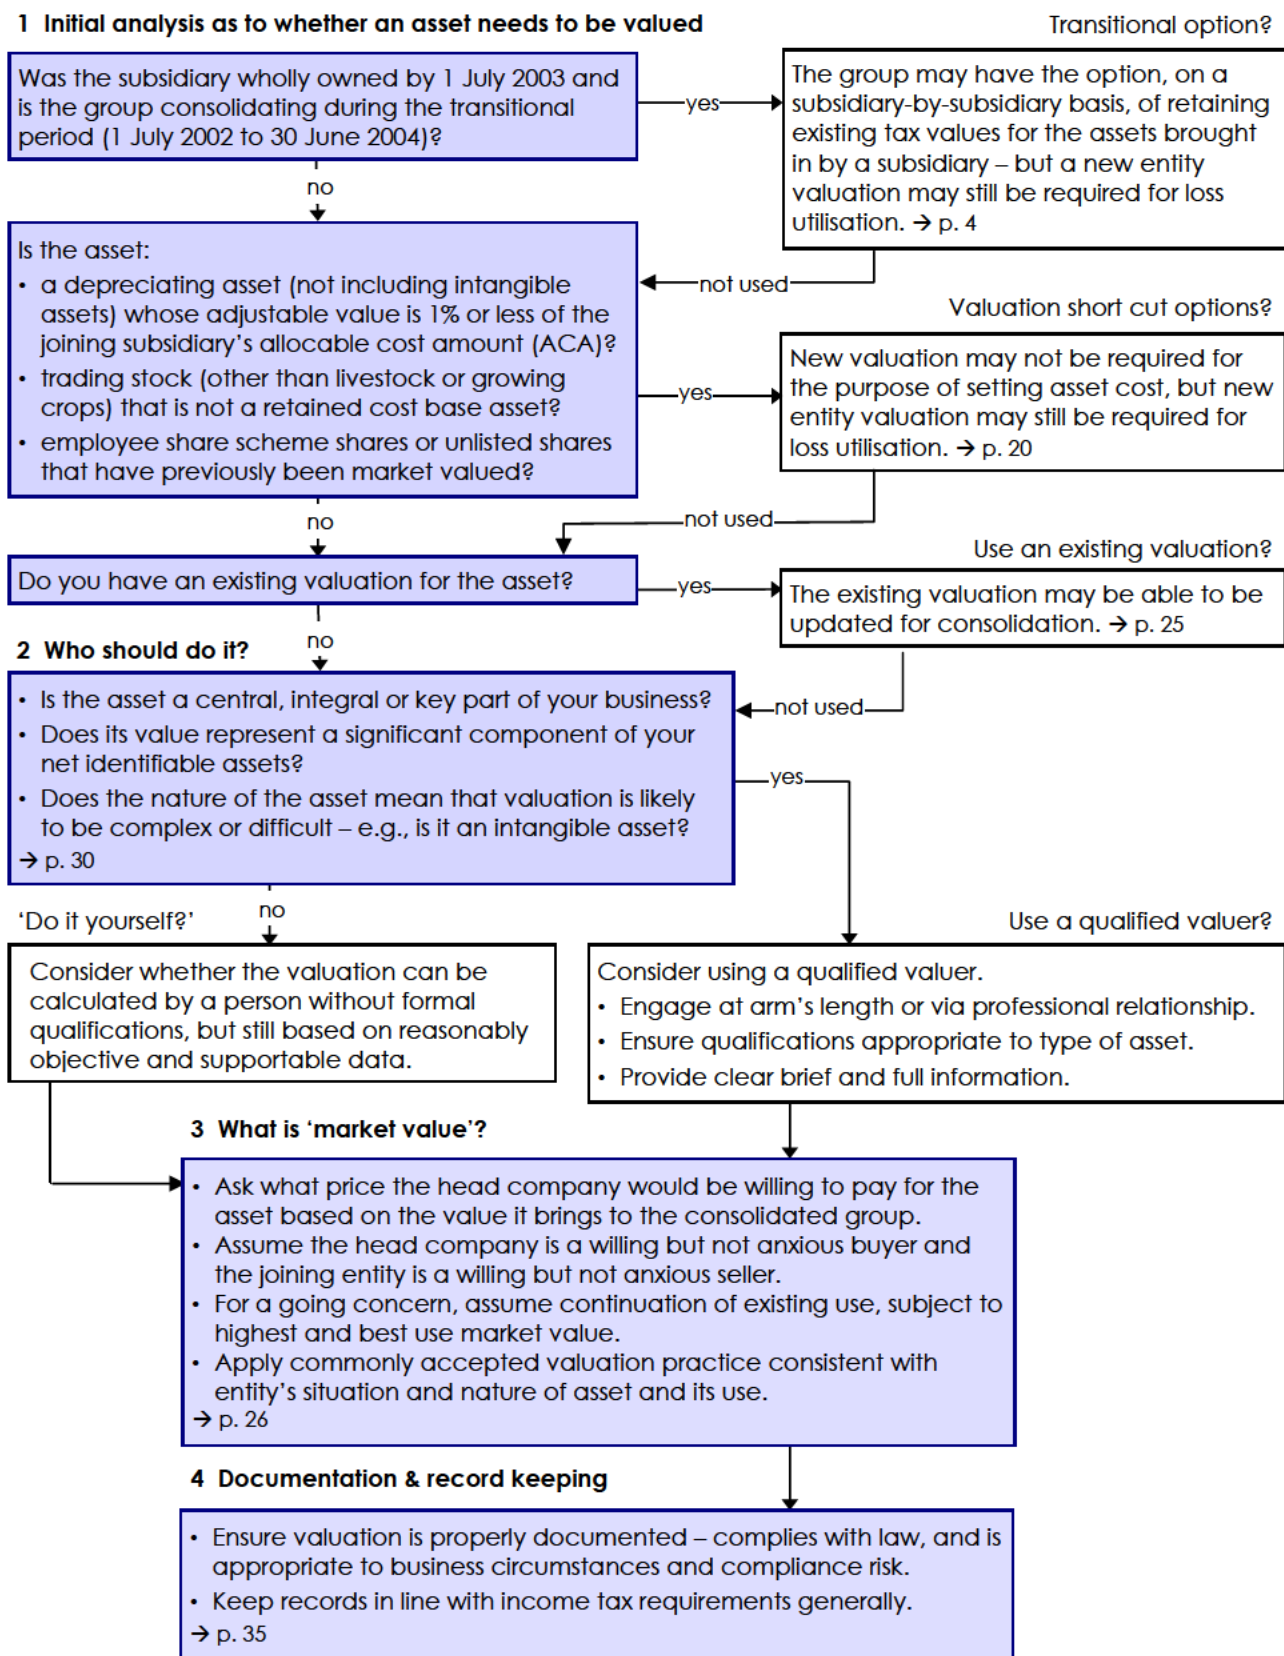 1 Initial analysis as to whether an asset needs to be valued
Transitional option?
Was the subsidiary wholly owned by 1 July 2003 and
is the group consolidating during the transitional
period (1 July 2002 to 30 June 2004)?
yes
The group may have the option, on a
subsidiary-by-subsidiary basis, of retaining
existing tax values for the assets brought
in by a subsidiary – but a new entity
valuation may still be required for loss
utilisation. → p. 4
no
not used
Is the asset:
• a depreciating asset (not including intangible
assets) whose adjustable value is 1% or less of the
joining subsidiary's allocable cost amount (ACA)?
• trading stock (other than livestock or growing
crops) that is not a retained cost base asset?
• employee share scheme shares or unlisted shares
that have previously been market valued?
yes
Valuation short cut options?
New valuation may not be required for
the purpose of setting asset cost, but new
entity valuation may still be required for
loss utilisation. → p. 20
no
not used
Do you have an existing valuation for the asset?
yes
Use an existing valuation?
The existing valuation may be able to be
updated for consolidation. → p. 25
no
not used
2 Who should do it?
• Is the asset a central, integral or key part of your business?
• Does its value represent a significant component of your
net identifiable assets?
• Does the nature of the asset mean that valuation is likely
to be complex or difficult – e.g., is it an intangible asset?
→ p. 30
yes
no
'Do it yourself?'
Consider whether the valuation can be
calculated by a person without formal
qualifications, but still based on reasonably
objective and supportable data.
Use a qualified valuer?
Consider using a qualified valuer.
• Engage at arm's length or via professional relationship.
• Ensure qualifications appropriate to type of asset.
• Provide clear brief and full information.
3 What is 'market value'?
• Ask what price the head company would be willing to pay for the
asset based on the value it brings to the consolidated group.
• Assume the head company is a willing but not anxious buyer and
the joining entity is a willing but not anxious seller.
• For a going concern, assume continuation of existing use, subject to
highest and best use market value.
• Apply commonly accepted valuation practice consistent with
entity's situation and nature of asset and its use.
→ p. 26
4 Documentation & record keeping
• Ensure valuation is properly documented – complies with law, and is
appropriate to business circumstances and compliance risk.
• Keep records in line with income tax requirements generally.
→ p. 35